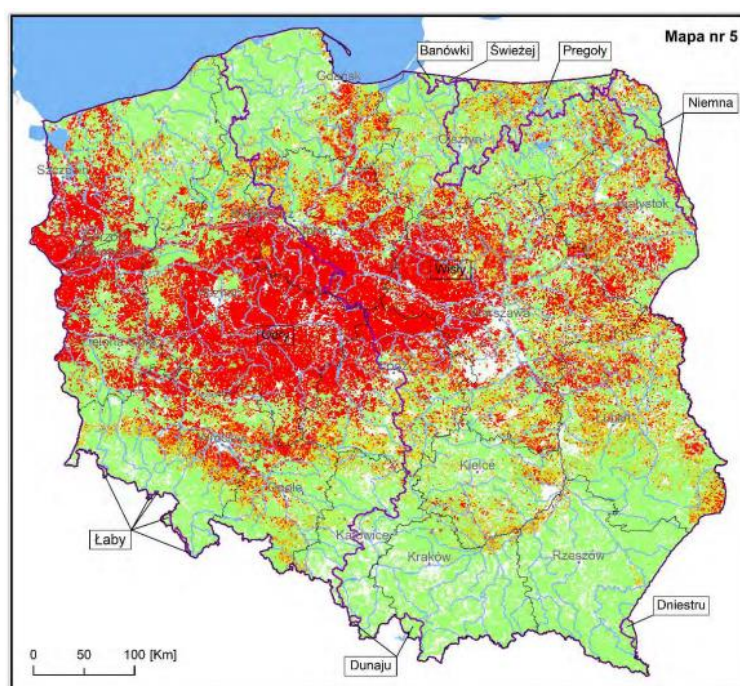 Mapa nr 5
Banówki
Świeżej
Pregoły
Niemna
Gdańsk
Olsztyn
Szczecin
Białystok
Wisły
Warszawa
Odry
Lublin
Wrocław
Opole
Kielce
Łaby
Katowice
Kraków
Rzeszów
Dniestru
Dunaju
0 50 100 [Km]